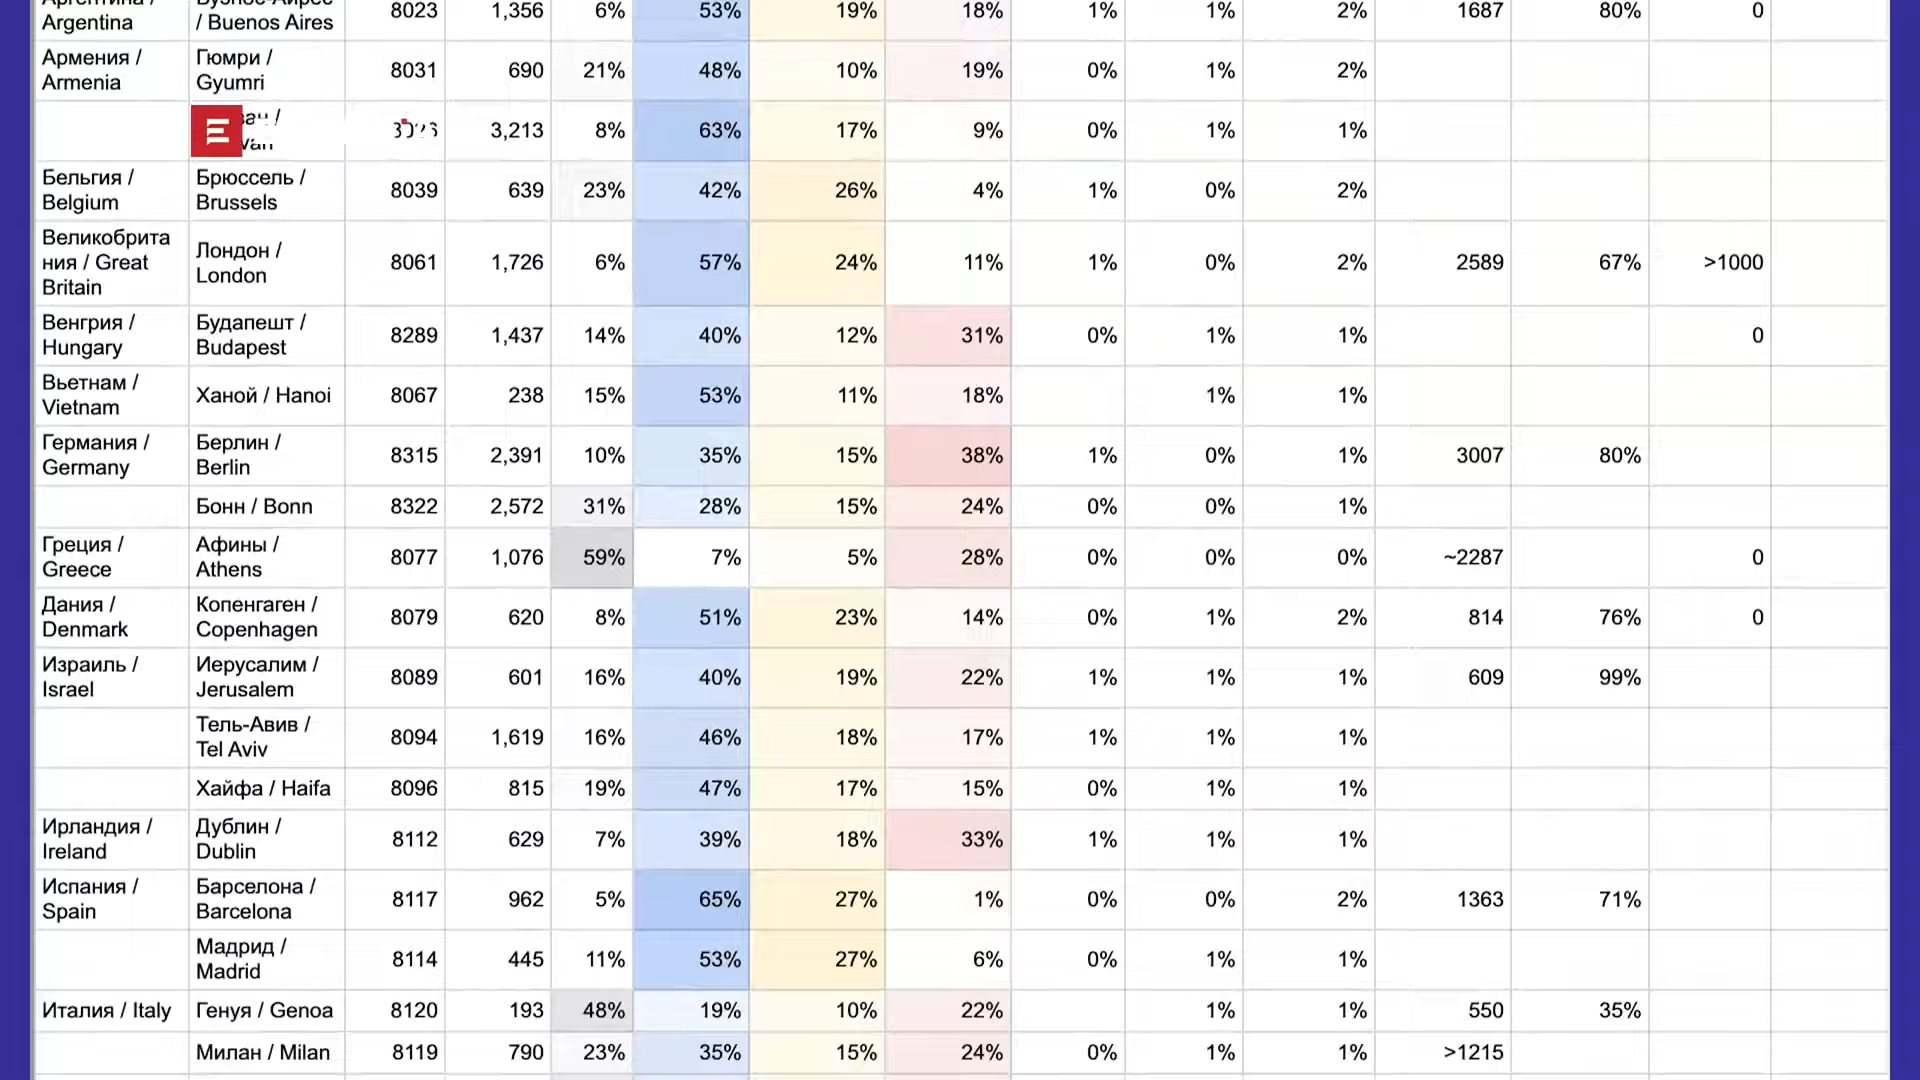 Argentina / Buenos Aires 8023 1,356 6% 53% 19% 18% 1% 1% 2% 1687 80% 0
Армения /
Armenia
Гюмри /
Gyumri
8031 690 21% 48% 10% 19% 0% 1% 2%
3,213 8% 63% 17% 9% 0% 1% 1%
Бельгия /
Belgium
Брюссель /
Brussels
8039 639 23% 42% 26% 4% 1% 0% 2%
Великобрита
ния / Great
Britain
Лондон /
London
8061 1,726 6% 57% 24% 11% 1% 0% 2% 2589 67% >1000
Венгрия /
Hungary
Будапешт /
Budapest
8289 1,437 14% 40% 12% 31% 0% 1% 1% 0
Вьетнам /
Vietnam
Ханой / Hanoi
8067 238 15% 53% 11% 18% 1% 1%
Германия /
Germany
Берлин /
Berlin
8315 2,391 10% 35% 15% 38% 1% 0% 1% 3007 80%
Бонн / Bonn 8322 2,572 31% 28% 15% 24% 0% 0% 1%
Греция /
Greece
Афины /
Athens
8077 1,076 59% 7% 5% 28% 0% 0% 0% ~2287 0
Дания /
Denmark
Копенгаген /
Copenhagen
8079 620 8% 51% 23% 14% 0% 1% 2% 814 76% 0
Израиль /
Israel
Иерусалим /
Jerusalem
8089 601 16% 40% 19% 22% 1% 1% 1% 609 99%
Тель-Авив /
Tel Aviv
8094 1,619 16% 46% 18% 17% 1% 1% 1%
Хайфа / Haifa 8096 815 19% 47% 17% 15% 0% 1% 1%
Ирландия /
Ireland
Дублин /
Dublin
8112 629 7% 39% 18% 33% 1% 1% 1%
Испания /
Spain
Барселона /
Barcelona
8117 962 5% 65% 27% 1% 0% 0% 2% 1363 71%
Мадрид /
Madrid
8114 445 11% 53% 27% 6% 0% 1% 1%
Италия / Italy Генуя / Genoa 8120 193 48% 19% 10% 22% 1% 1% 550 35%
Милан / Milan 8119 790 23% 35% 15% 24% 0% 1% 1% >1215